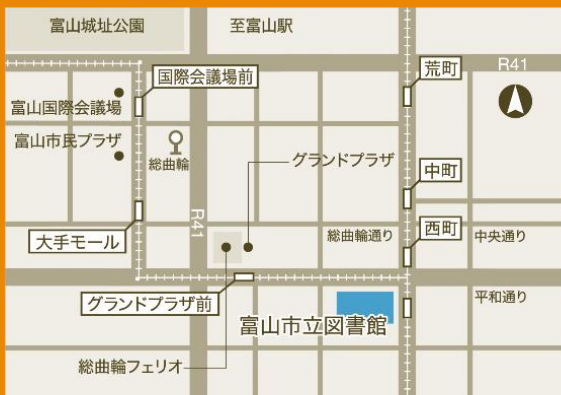 富山城址公園
至富山駅
国際会議場前
荒町
R41
富山国際会議場
富山市民プラザ
総曲輪
グランドプラザ
中町
R41
大手モール
総曲輪通り
西町
中央通り
グランドプラザ前
平和通り
富山市立図書館
総曲輪フェリオ